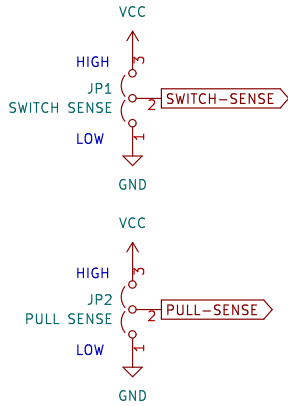 VCC
HIGH
3
JP1
SWITCH SENSE
2
SWITCH-SENSE
LOW
1
GND
VCC
HIGH
3
JP2
PULL SENSE
2
PULL-SENSE
LOW
1
GND